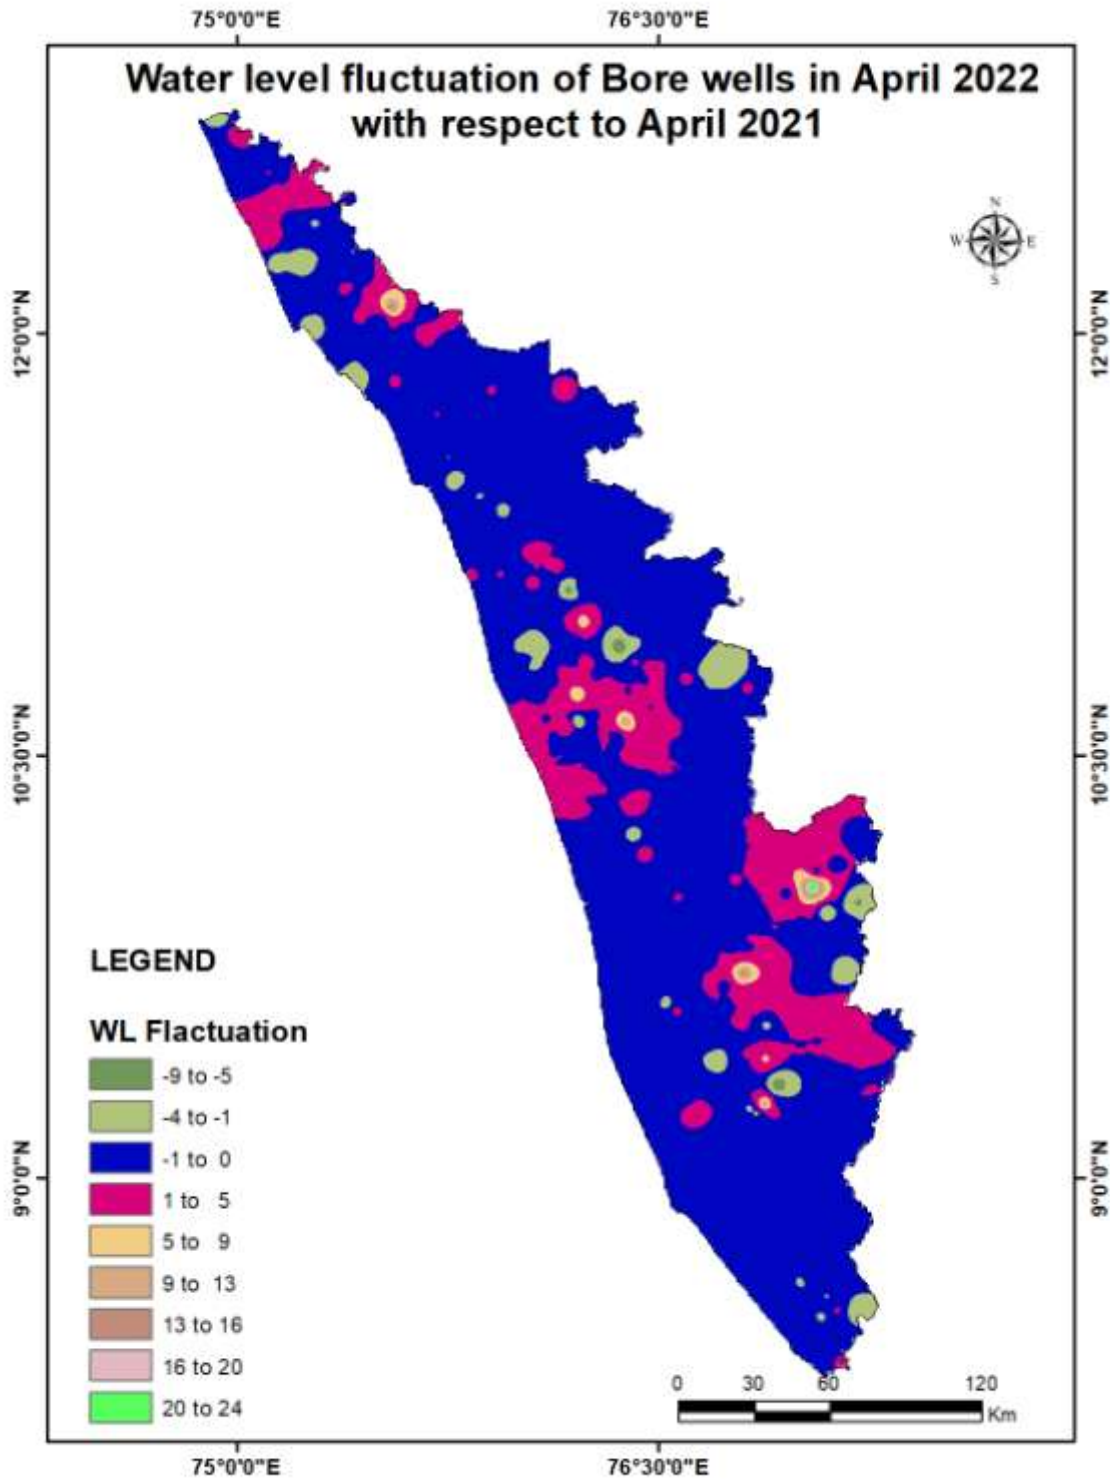 75°0'0"E 76°30'0"E
Water level fluctuation of Bore wells in April 2022
with respect to April 2021
N
W E
S
12°0'0"N 12°0'0"N
10°30'0"N 10°30'0"N
LEGEND
WL Flactuation
-9 to -5
-4 to -1
-1 to 0
1 to 5
5 to 9
9 to 13
13 to 16
16 to 20
20 to 24
9°0'0"N 9°0'0"N
0 30 60 120
Km
75°0'0"E 76°30'0"E